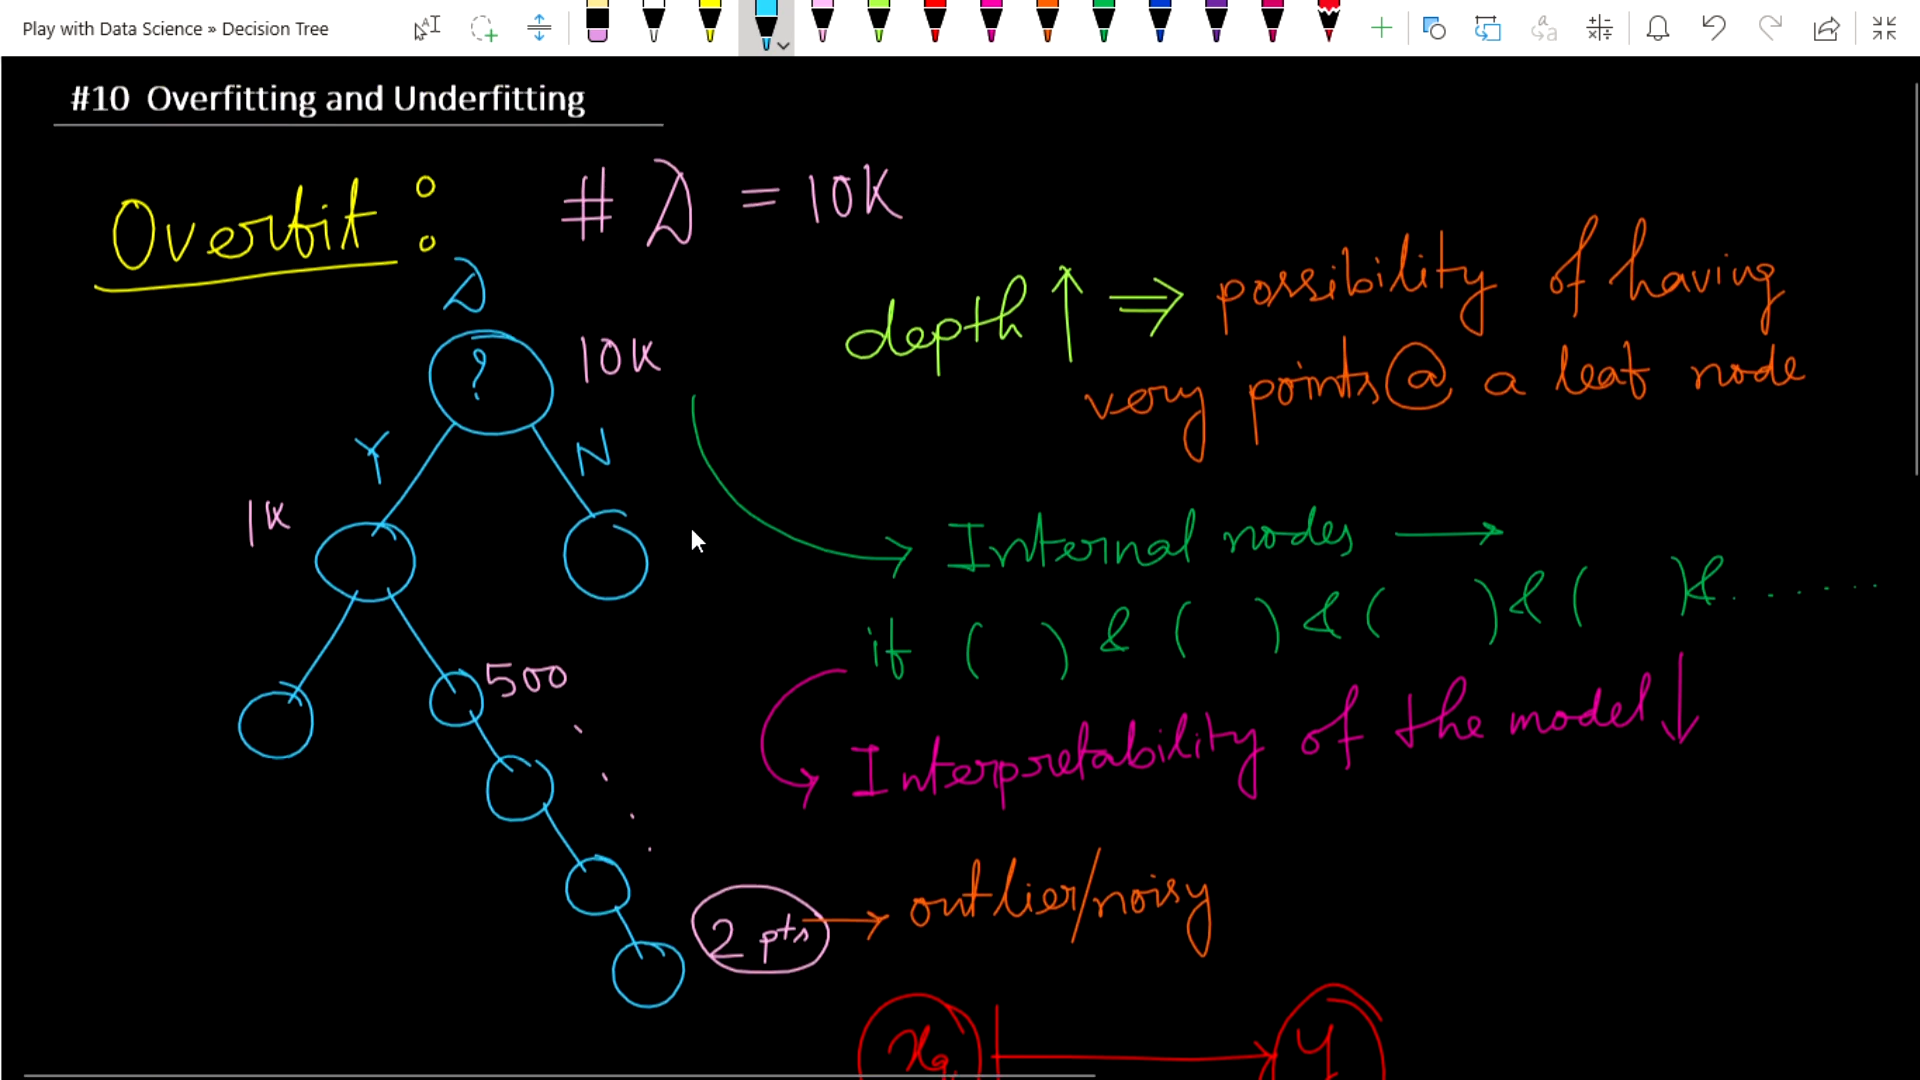 Play with Data Science » Decision Tree
#10 Overfitting and Underfitting
Overfit :
# D = 10K
D
? 10K
depth ↑ ⇒ possibility of having
very points @ a leaf node
Y N
1K
Internal nodes →
if ( ) & ( ) & ( ) & ( ) & .......
500
Interpretability of the model ↓
2 pts → outlier/noisy
xq → y